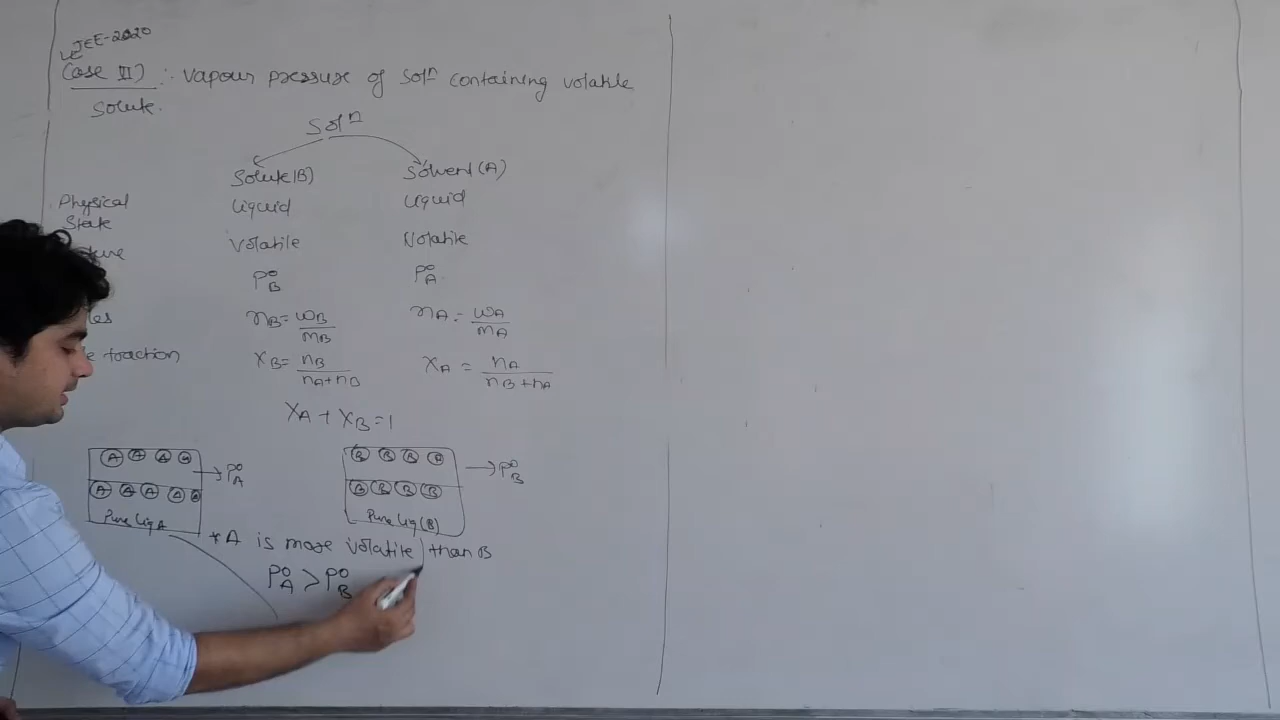 JEE-2020
Case III) : Vapour pressure of Solⁿ containing volatile
Solute.
Solⁿ
Solute(B) Solvent(A)
Physical State Liquid Liquid
Volatile Volatile
P°B P°A
nB = wB/mB nA = wA/mA
fraction XB = nB/nA+nB XA = nA/nB+nA
XA + XB = 1
A A A A → P°A B B B B → P°B
A A A A A B B B B
Pure Liq A Pure Liq (B)
* A is more volatile than B
P°A > P°B